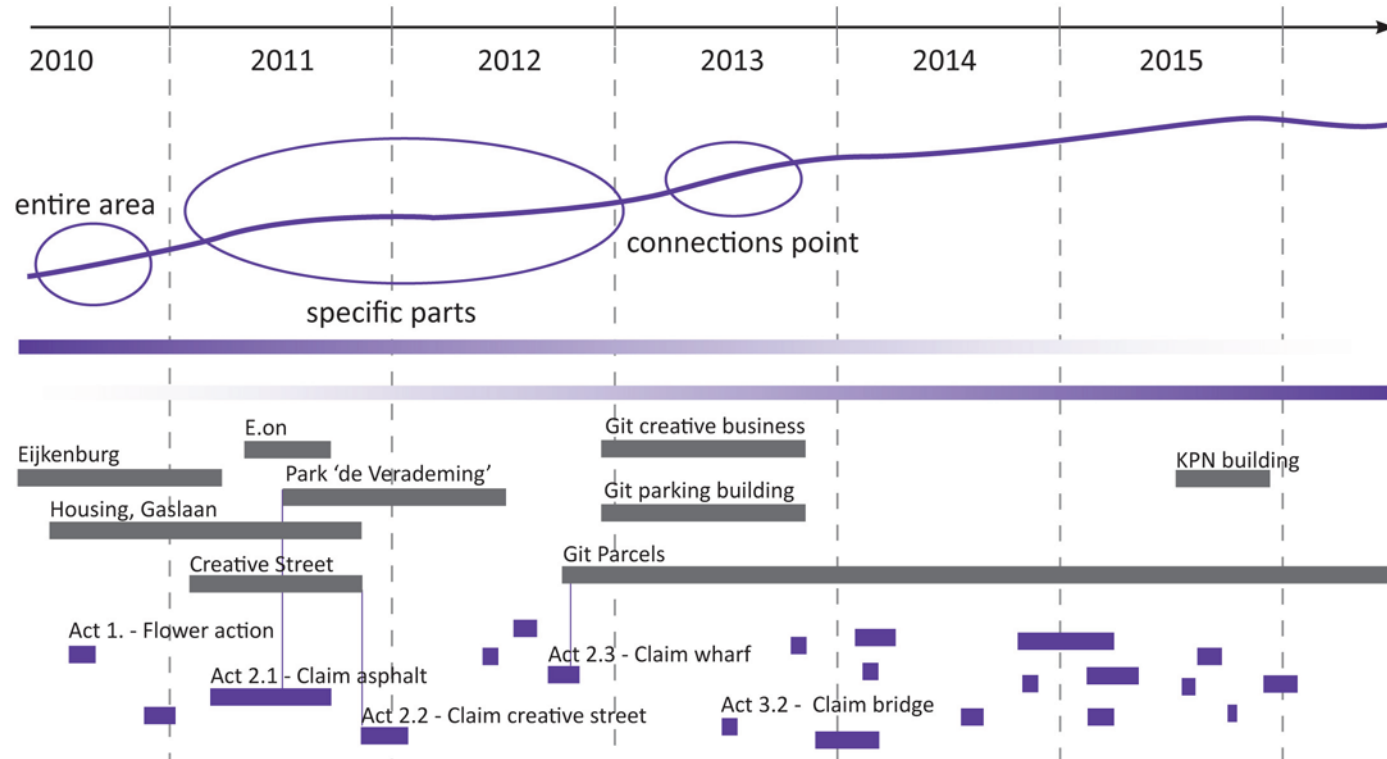 2010
2011
2012
2013
2014
2015
entire area
connections point
specific parts
E.on
Git creative business
Eijkenburg
KPN building
Park ‘de Verademing’
Git parking building
Housing, Gaslaan
Git Parcels
Creative Street
Act 1. - Flower action
Act 2.3 - Claim wharf
Act 2.1 - Claim asphalt
Act 3.2 - Claim bridge
Act 2.2 - Claim creative street